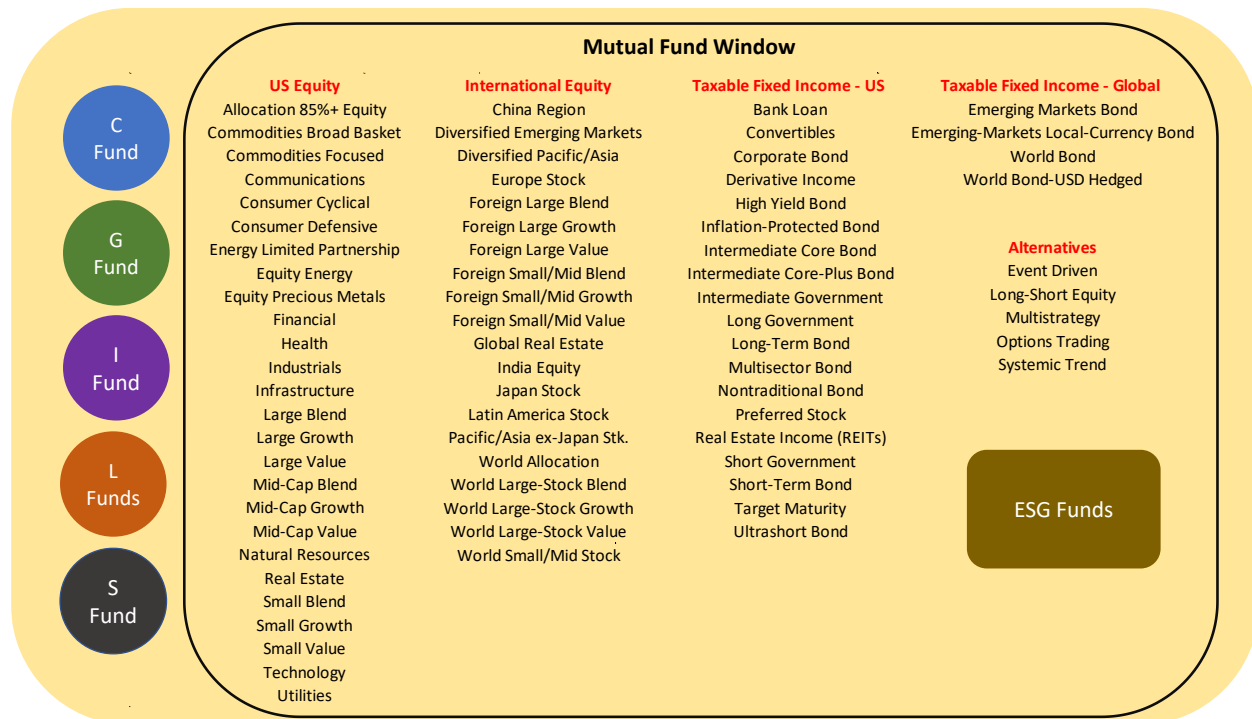 Mutual Fund Window
C
Fund
G
Fund
I
Fund
L
Funds
S
Fund
US Equity
Allocation 85%+ Equity
Commodities Broad Basket
Commodities Focused
Communications
Consumer Cyclical
Consumer Defensive
Energy Limited Partnership
Equity Energy
Equity Precious Metals
Financial
Health
Industrials
Infrastructure
Large Blend
Large Growth
Large Value
Mid-Cap Blend
Mid-Cap Growth
Mid-Cap Value
Natural Resources
Real Estate
Small Blend
Small Growth
Small Value
Technology
Utilities
International Equity
China Region
Diversified Emerging Markets
Diversified Pacific/Asia
Europe Stock
Foreign Large Blend
Foreign Large Growth
Foreign Large Value
Foreign Small/Mid Blend
Foreign Small/Mid Growth
Foreign Small/Mid Value
Global Real Estate
India Equity
Japan Stock
Latin America Stock
Pacific/Asia ex-Japan Stk.
World Allocation
World Large-Stock Blend
World Large-Stock Growth
World Large-Stock Value
World Small/Mid Stock
Taxable Fixed Income - US
Bank Loan
Convertibles
Corporate Bond
Derivative Income
High Yield Bond
Inflation-Protected Bond
Intermediate Core Bond
Intermediate Core-Plus Bond
Intermediate Government
Long Government
Long-Term Bond
Multisector Bond
Nontraditional Bond
Preferred Stock
Real Estate Income (REITs)
Short Government
Short-Term Bond
Target Maturity
Ultrashort Bond
Taxable Fixed Income - Global
Emerging Markets Bond
Emerging-Markets Local-Currency Bond
World Bond
World Bond-USD Hedged
Alternatives
Event Driven
Long-Short Equity
Multistrategy
Options Trading
Systemic Trend
ESG Funds